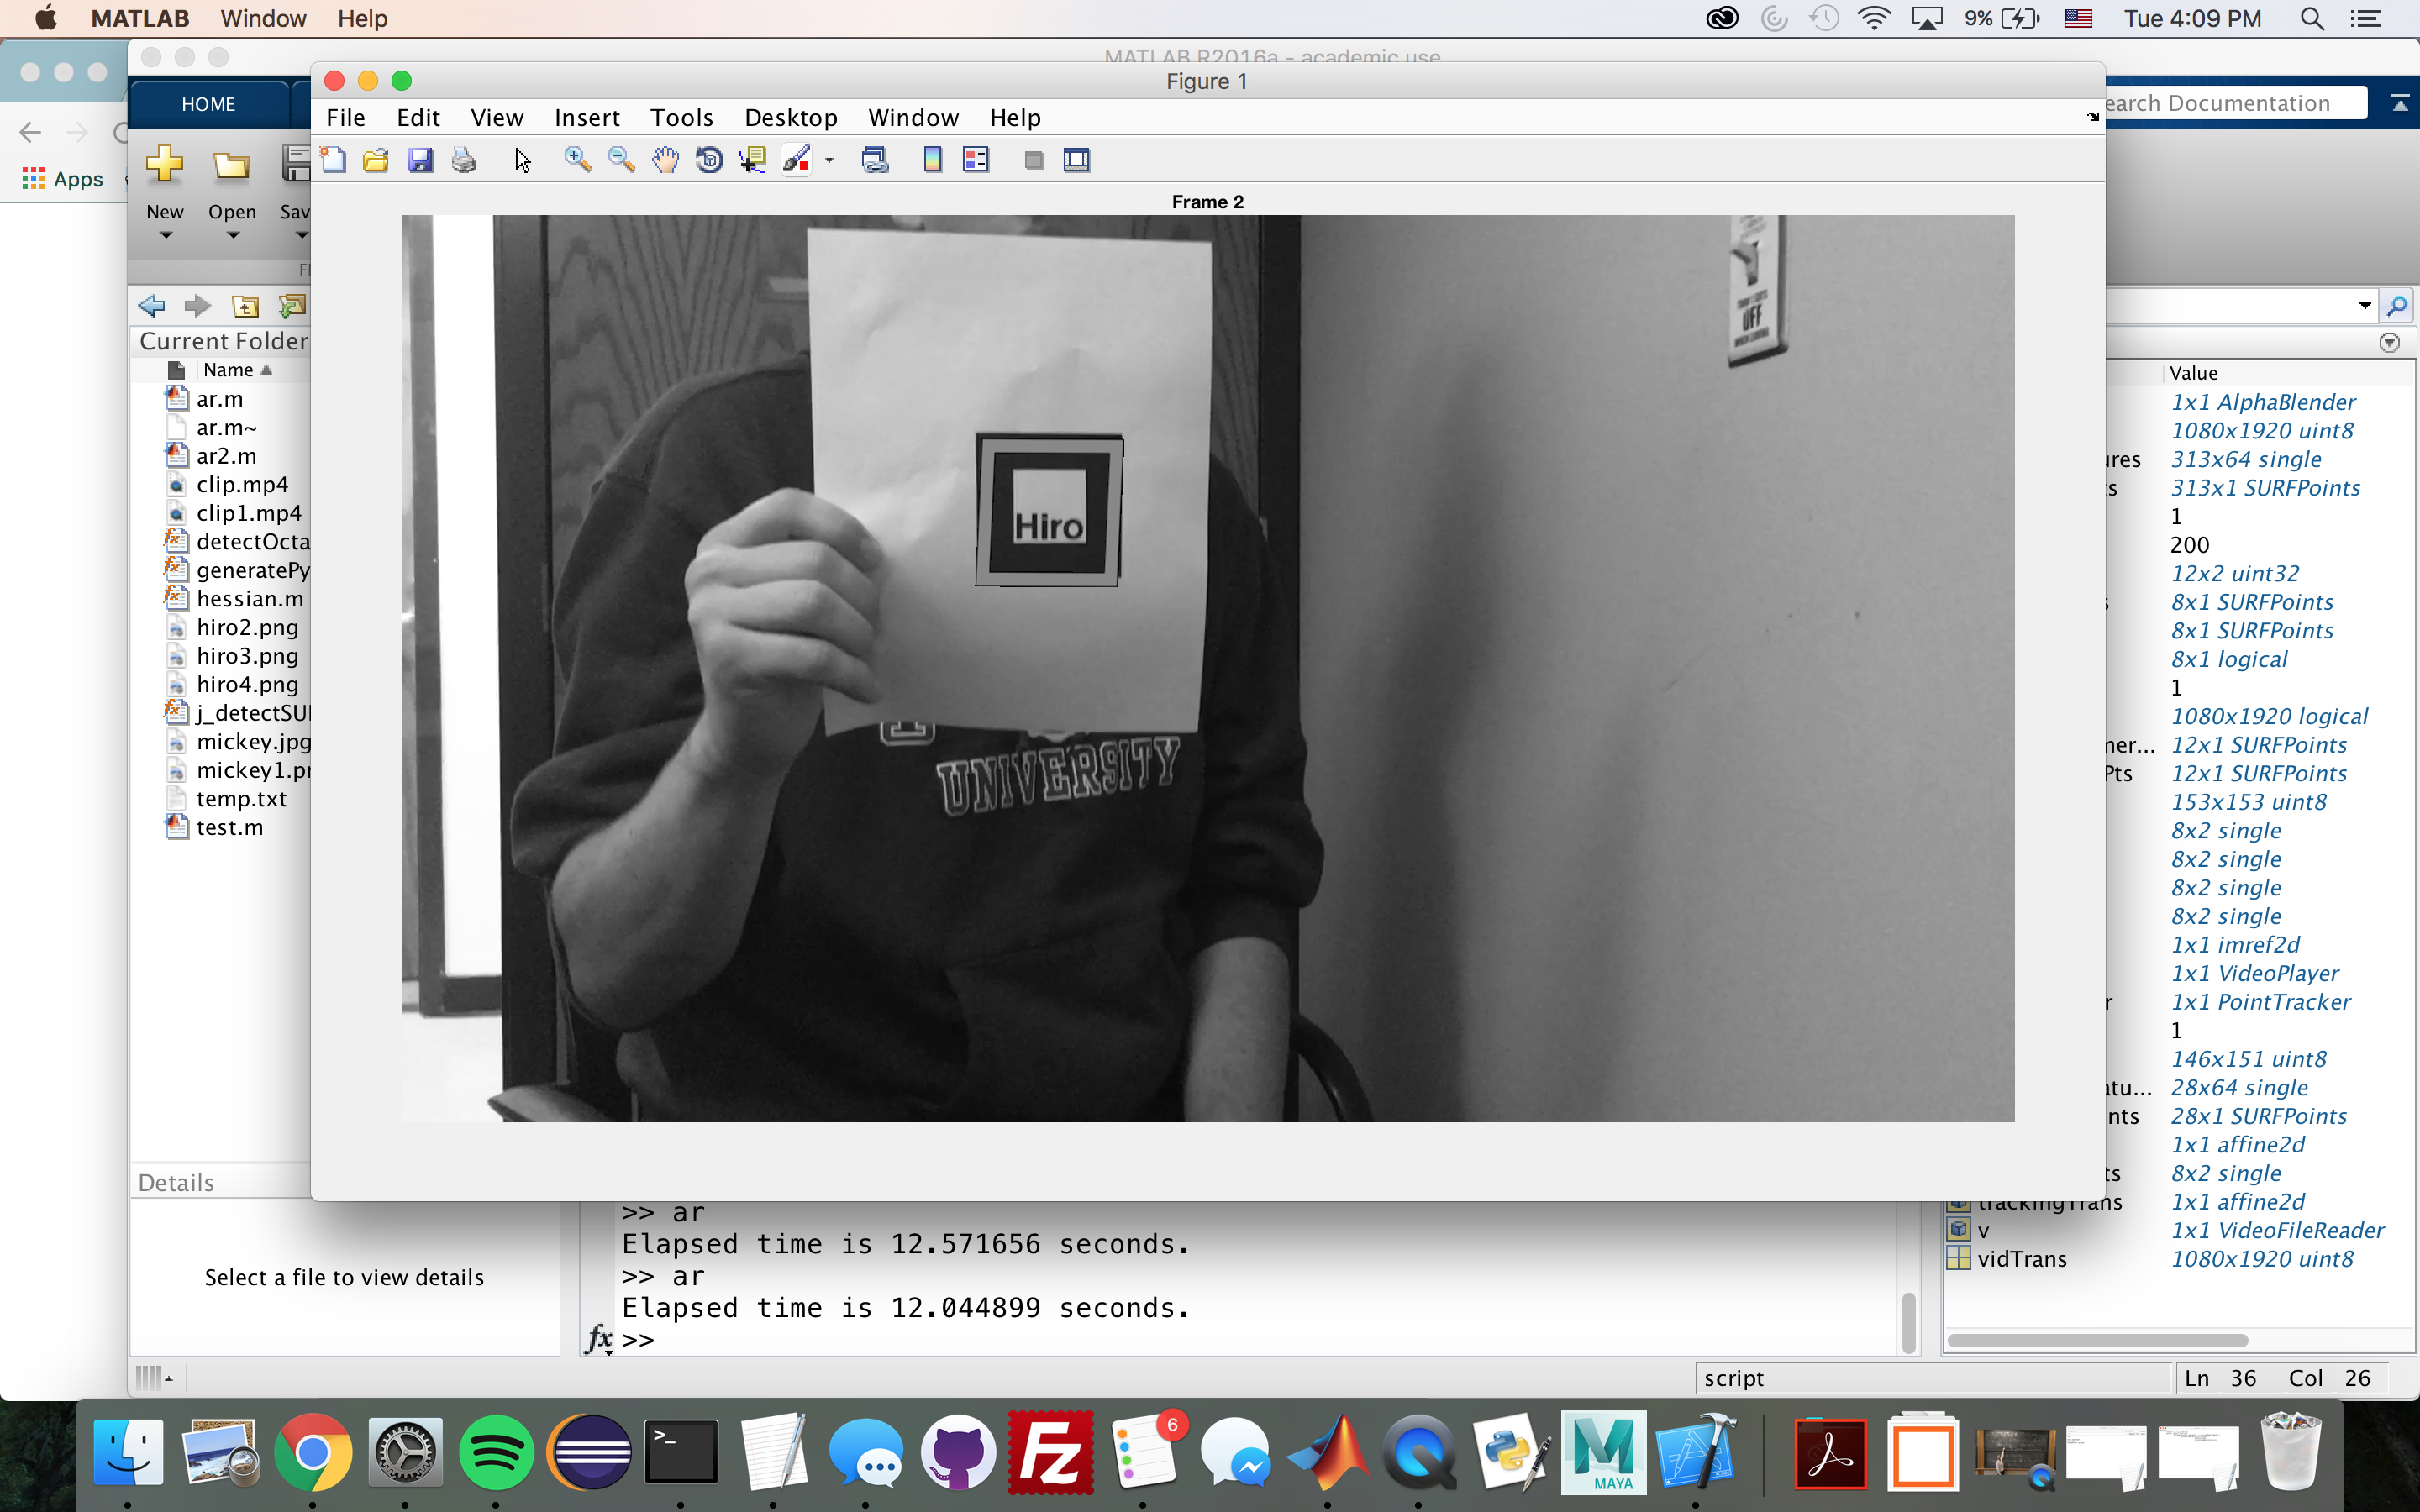 MATLAB Window Help
9% Tue 4:09 PM
MATLAB R2016a - academic use
Figure 1
HOME
File Edit View Insert Tools Desktop Window Help
earch Documentation
Apps
New Open Sav
Frame 2
Current Folder
Name
ar.m
ar.m~
ar2.m
clip.mp4
clip1.mp4
detectOcta
generatePy
hessian.m
hiro2.png
hiro3.png
hiro4.png
j_detectSU
mickey.jpg
mickey1.pr
temp.txt
test.m
Details
Select a file to view details
Hiro
UNIVERSITY
OFF
Value
1x1 AlphaBlender
1080x1920 uint8
ures 313x64 single
s 313x1 SURFPoints
1
200
12x2 uint32
s 8x1 SURFPoints
8x1 SURFPoints
8x1 logical
1
1080x1920 logical
ner... 12x1 SURFPoints
Pts 12x1 SURFPoints
153x153 uint8
8x2 single
8x2 single
8x2 single
8x2 single
1x1 imref2d
1x1 VideoPlayer
r 1x1 PointTracker
1
146x151 uint8
atu... 28x64 single
nts 28x1 SURFPoints
1x1 affine2d
ts 8x2 single
trackingTrans 1x1 affine2d
v 1x1 VideoFileReader
vidTrans 1080x1920 uint8
>> ar
Elapsed time is 12.571656 seconds.
>> ar
Elapsed time is 12.044899 seconds.
fx >>
script
Ln 36 Col 26
>_
Fz
6
M
MAYA